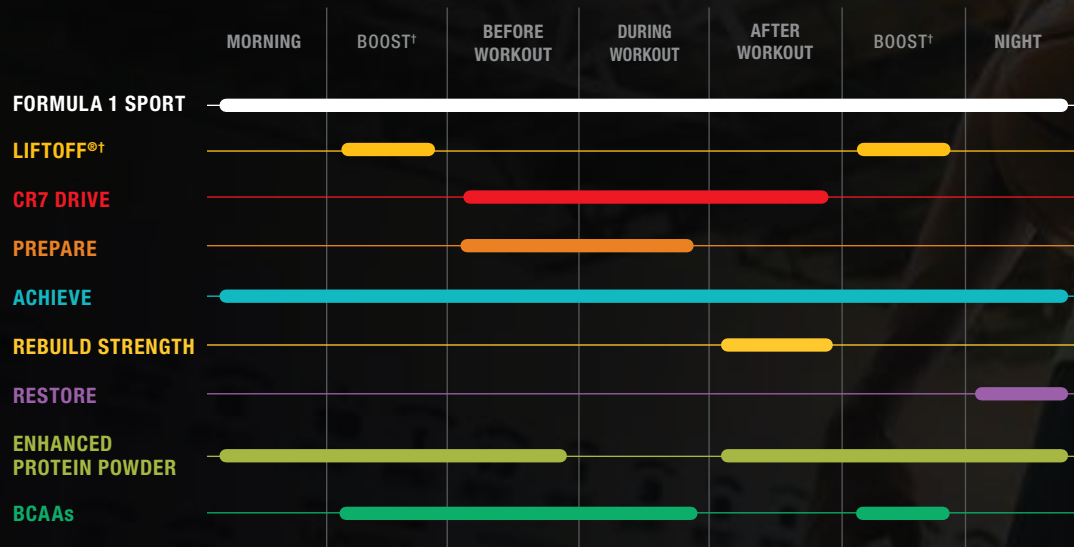 MORNING
BOOST†
BEFORE
WORKOUT
DURING
WORKOUT
AFTER
WORKOUT
BOOST†
NIGHT
FORMULA 1 SPORT
LIFTOFF®†
CR7 DRIVE
PREPARE
ACHIEVE
REBUILD STRENGTH
RESTORE
ENHANCED
PROTEIN POWDER
BCAAs